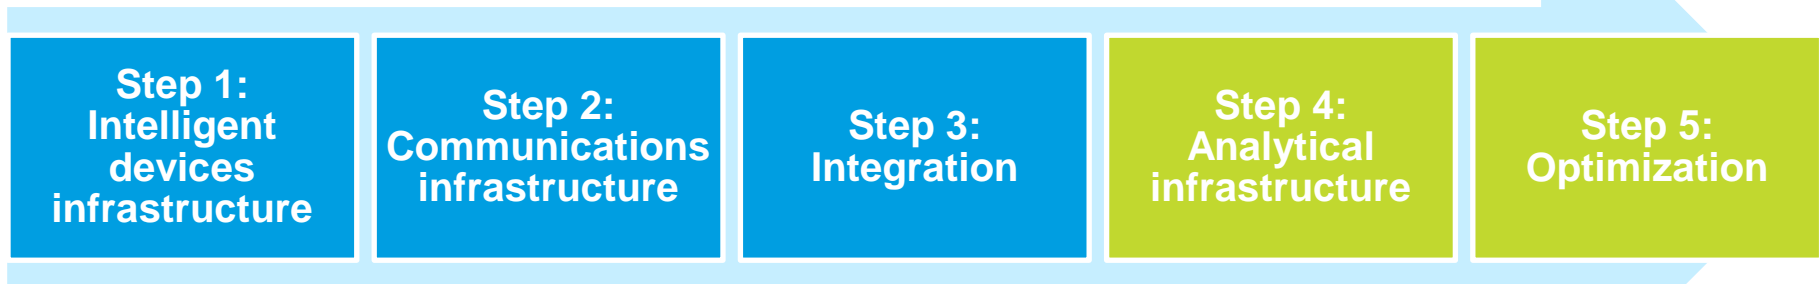 Step 1:
Intelligent
devices
infrastructure
Step 2:
Communications
infrastructure
Step 3:
Integration
Step 4:
Analytical
infrastructure
Step 5:
Optimization